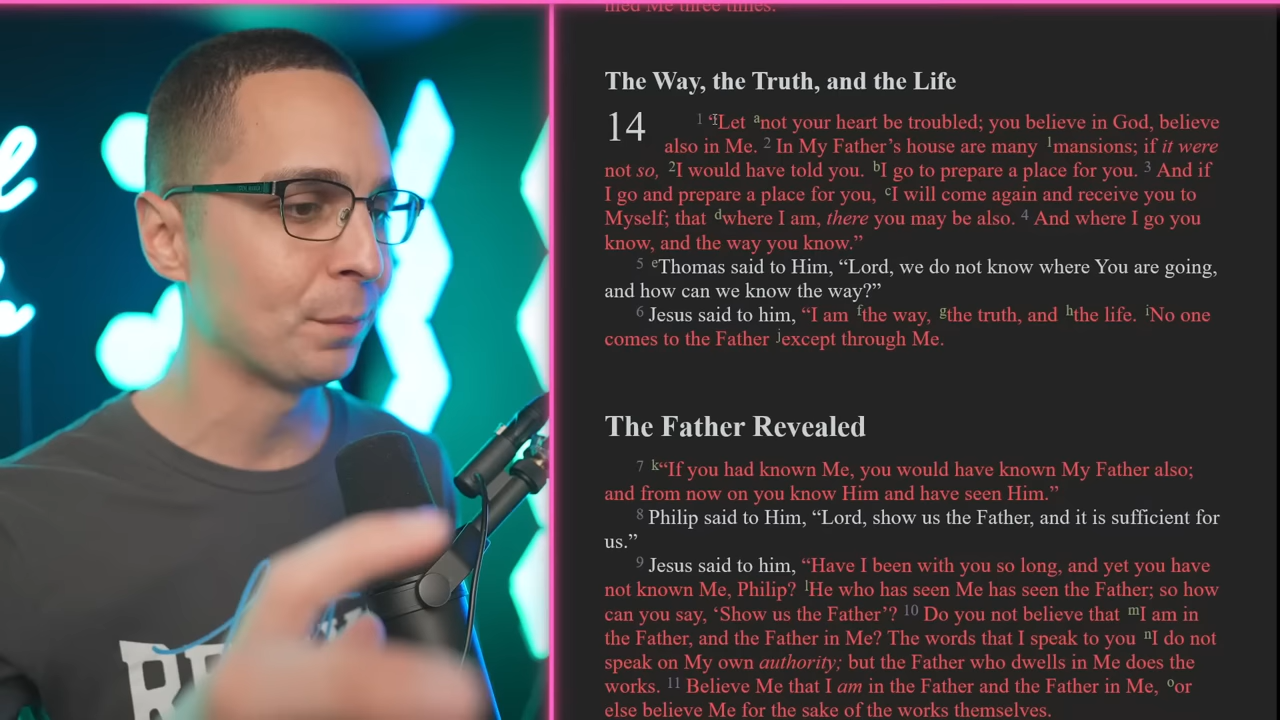 ied Me three times.
The Way, the Truth, and the Life
14 1 “Let anot your heart be troubled; you believe in God, believe
also in Me. 2 In My Father’s house are many 1mansions; if it were
not so, 2I would have told you. bI go to prepare a place for you. 3 And if
I go and prepare a place for you, cI will come again and receive you to
Myself; that dwhere I am, there you may be also. 4 And where I go you
know, and the way you know.”
5 eThomas said to Him, “Lord, we do not know where You are going,
and how can we know the way?”
6 Jesus said to him, “I am fthe way, gthe truth, and hthe life. iNo one
comes to the Father jexcept through Me.
The Father Revealed
7 k“If you had known Me, you would have known My Father also;
and from now on you know Him and have seen Him.”
8 Philip said to Him, “Lord, show us the Father, and it is sufficient for
us.”
9 Jesus said to him, “Have I been with you so long, and yet you have
not known Me, Philip? lHe who has seen Me has seen the Father; so how
can you say, ‘Show us the Father’? 10 Do you not believe that mI am in
the Father, and the Father in Me? The words that I speak to you nI do not
speak on My own authority; but the Father who dwells in Me does the
works. 11 Believe Me that I am in the Father and the Father in Me, oor
else believe Me for the sake of the works themselves.